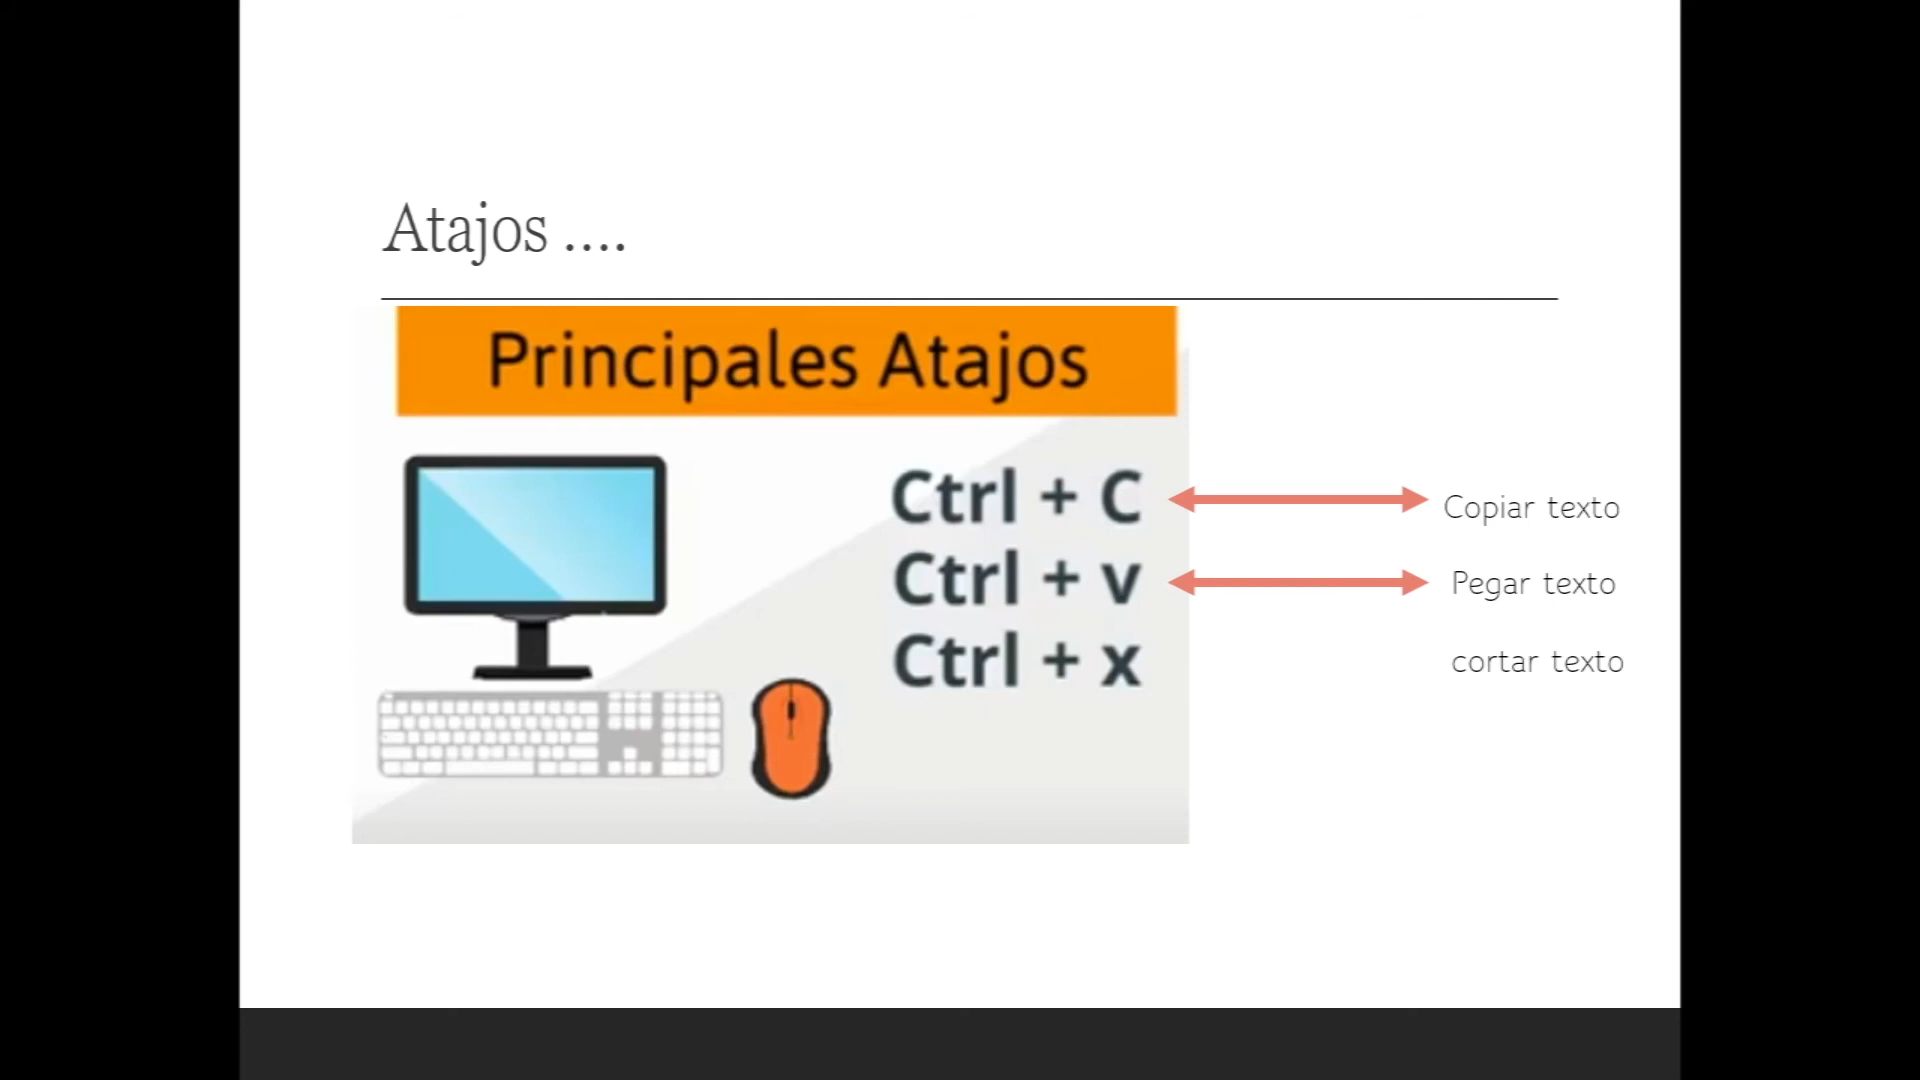 Atajos ....
Principales Atajos
Ctrl + C
Copiar texto
Ctrl + v
Pegar texto
Ctrl + x
cortar texto